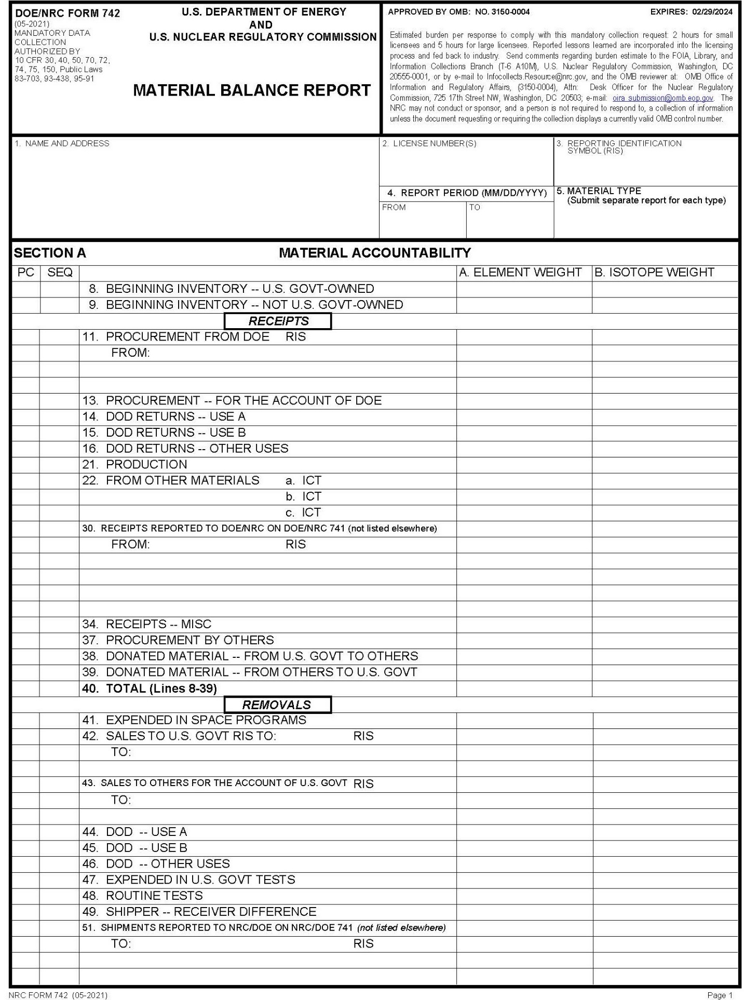 DOE/NRC FORM 742
(05-2021)
MANDATORY DATA
COLLECTION
AUTHORIZED BY
10 CFR 30, 40, 50, 70, 72,
74, 75, 150, Public Laws
83-703, 93-438, 95-91
U.S. DEPARTMENT OF ENERGY
AND
U.S. NUCLEAR REGULATORY COMMISSION
MATERIAL BALANCE REPORT
APPROVED BY OMB: NO. 3150-0004 EXPIRES: 02/29/2024
Estimated burden per response to comply with this mandatory collection request: 2 hours for small
licensees and 5 hours for large licensees. Reported lessons learned are incorporated into the licensing
process and fed back to industry. Send comments regarding burden estimate to the FOIA, Library, and
Information Collections Branch (T-6 A10M), U.S. Nuclear Regulatory Commission, Washington, DC
20555-0001, or by e-mail to Infocollects.Resource@nrc.gov, and the OMB reviewer at: OMB Office of
Information and Regulatory Affairs, (3150-0004), Attn: Desk Officer for the Nuclear Regulatory
Commission, 725 17th Street NW, Washington, DC 20503; e-mail: oira_submission@omb.eop.gov. The
NRC may not conduct or sponsor, and a person is not required to respond to, a collection of information
unless the document requesting or requiring the collection displays a currently valid OMB control number.
1. NAME AND ADDRESS
2. LICENSE NUMBER(S)
3. REPORTING IDENTIFICATION
SYMBOL (RIS)
4. REPORT PERIOD (MM/DD/YYYY)
FROM
TO
5. MATERIAL TYPE
(Submit separate report for each type)
SECTION A MATERIAL ACCOUNTABILITY
PC SEQ A. ELEMENT WEIGHT B. ISOTOPE WEIGHT
8. BEGINNING INVENTORY -- U.S. GOVT-OWNED
9. BEGINNING INVENTORY -- NOT U.S. GOVT-OWNED
RECEIPTS
11. PROCUREMENT FROM DOE RIS
FROM:
13. PROCUREMENT -- FOR THE ACCOUNT OF DOE
14. DOD RETURNS -- USE A
15. DOD RETURNS -- USE B
16. DOD RETURNS -- OTHER USES
21. PRODUCTION
22. FROM OTHER MATERIALS a. ICT
b. ICT
c. ICT
30. RECEIPTS REPORTED TO DOE/NRC ON DOE/NRC 741 (not listed elsewhere)
FROM: RIS
34. RECEIPTS -- MISC
37. PROCUREMENT BY OTHERS
38. DONATED MATERIAL -- FROM U.S. GOVT TO OTHERS
39. DONATED MATERIAL -- FROM OTHERS TO U.S. GOVT
40. TOTAL (Lines 8-39)
REMOVALS
41. EXPENDED IN SPACE PROGRAMS
42. SALES TO U.S. GOVT RIS TO: RIS
TO:
43. SALES TO OTHERS FOR THE ACCOUNT OF U.S. GOVT RIS
TO:
44. DOD -- USE A
45. DOD -- USE B
46. DOD -- OTHER USES
47. EXPENDED IN U.S. GOVT TESTS
48. ROUTINE TESTS
49. SHIPPER -- RECEIVER DIFFERENCE
51. SHIPMENTS REPORTED TO NRC/DOE ON NRC/DOE 741 (not listed elsewhere)
TO: RIS
NRC FORM 742 (05-2021) Page 1